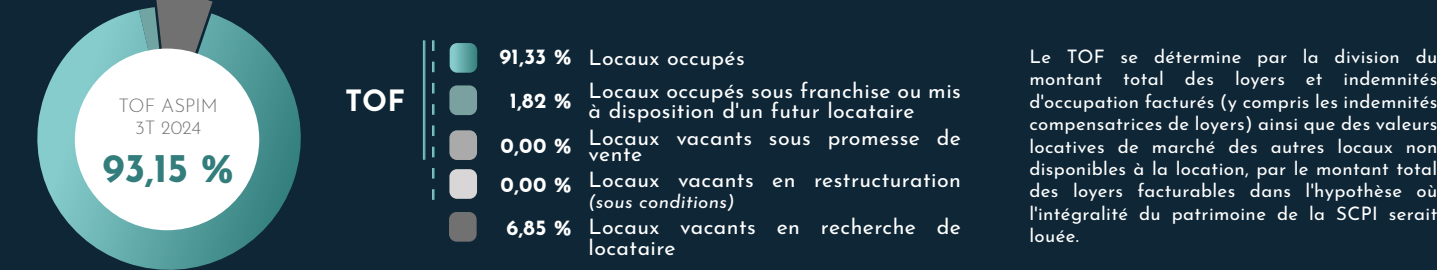 TOF ASPIM
3T 2024
93,15 %
TOF
91,33 % Locaux occupés
1,82 % Locaux occupés sous franchise ou mis
à disposition d'un futur locataire
0,00 % Locaux vacants sous promesse de
vente
0,00 % Locaux vacants en restructuration
(sous conditions)
6,85 % Locaux vacants en recherche de
locataire
Le TOF se détermine par la division du
montant total des loyers et indemnités
d'occupation facturés (y compris les indemnités
compensatrices de loyers) ainsi que des valeurs
locatives de marché des autres locaux non
disponibles à la location, par le montant total
des loyers facturables dans l'hypothèse où
l'intégralité du patrimoine de la SCPI serait
louée.